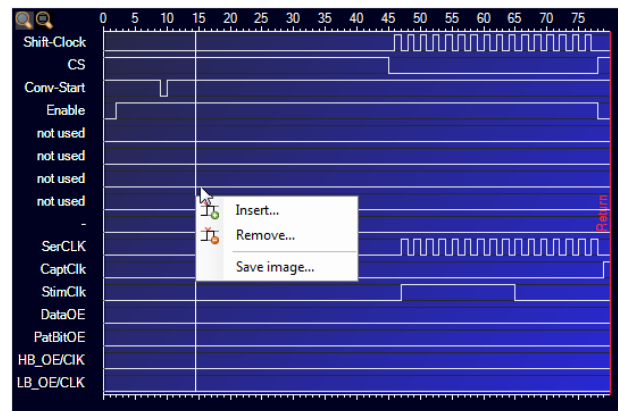 0 5 10 15 20 25 30 35 40 45 50 55 60 65 70 75
Shift-Clock
CS
Conv-Start
Enable
not used
not used
not used
not used
-
SerCLK
CaptClk
StimClk
DataOE
PatBitOE
HB_OE/ClK
LB_OE/CLK
Insert...
Remove...
Save image...
Return